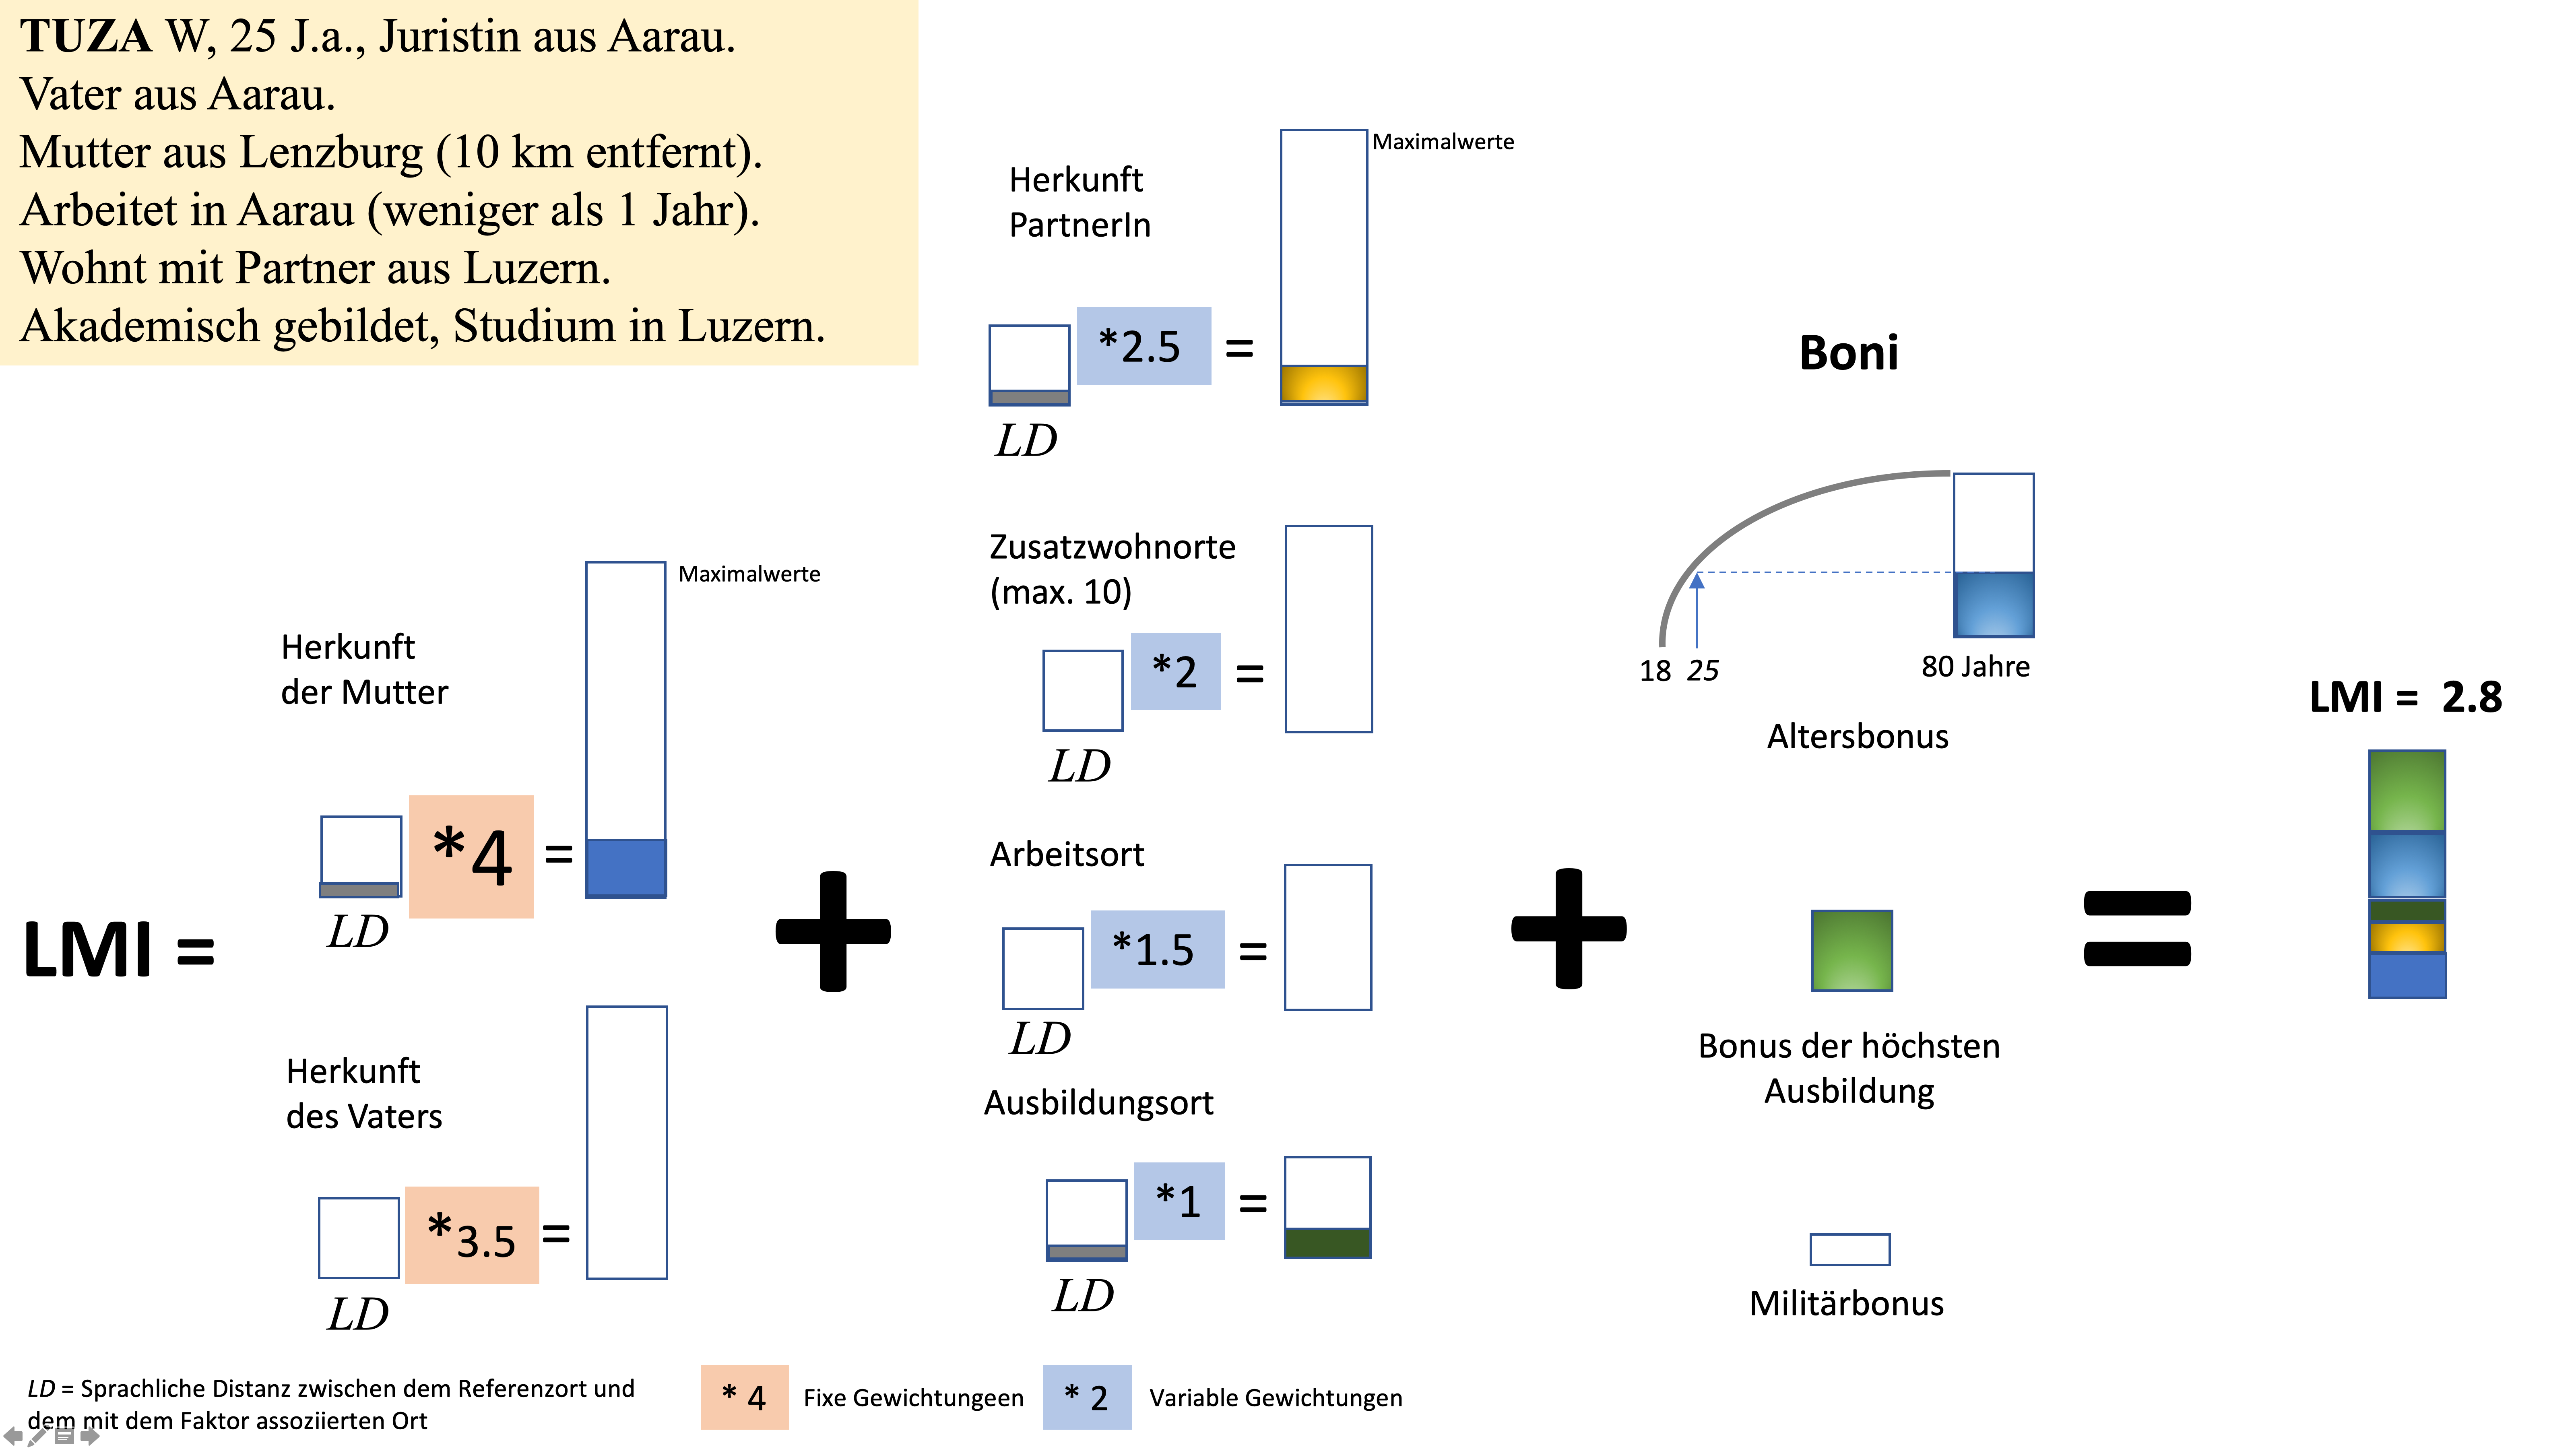 TUZA W, 25 J.a., Juristin aus Aarau.
Vater aus Aarau.
Mutter aus Lenzburg (10 km entfernt).
Arbeitet in Aarau (weniger als 1 Jahr).
Wohnt mit Partner aus Luzern.
Akademisch gebildet, Studium in Luzern.
LMI =
Herkunft
der Mutter
Maximalwerte
*4 =
LD
Herkunft
des Vaters
*3.5 =
LD
+
Herkunft
PartnerIn
Maximalwerte
*2.5 =
LD
Zusatzwohnorte
(max. 10)
*2 =
LD
Arbeitsort
*1.5 =
LD
Ausbildungsort
*1 =
LD
+
Boni
18 25
80 Jahre
Altersbonus
Bonus der höchsten
Ausbildung
Militärbonus
=
LMI = 2.8
LD = Sprachliche Distanz zwischen dem Referenzort und
dem mit dem Faktor assoziierten Ort
* 4 Fixe Gewichtungeen
* 2 Variable Gewichtungen